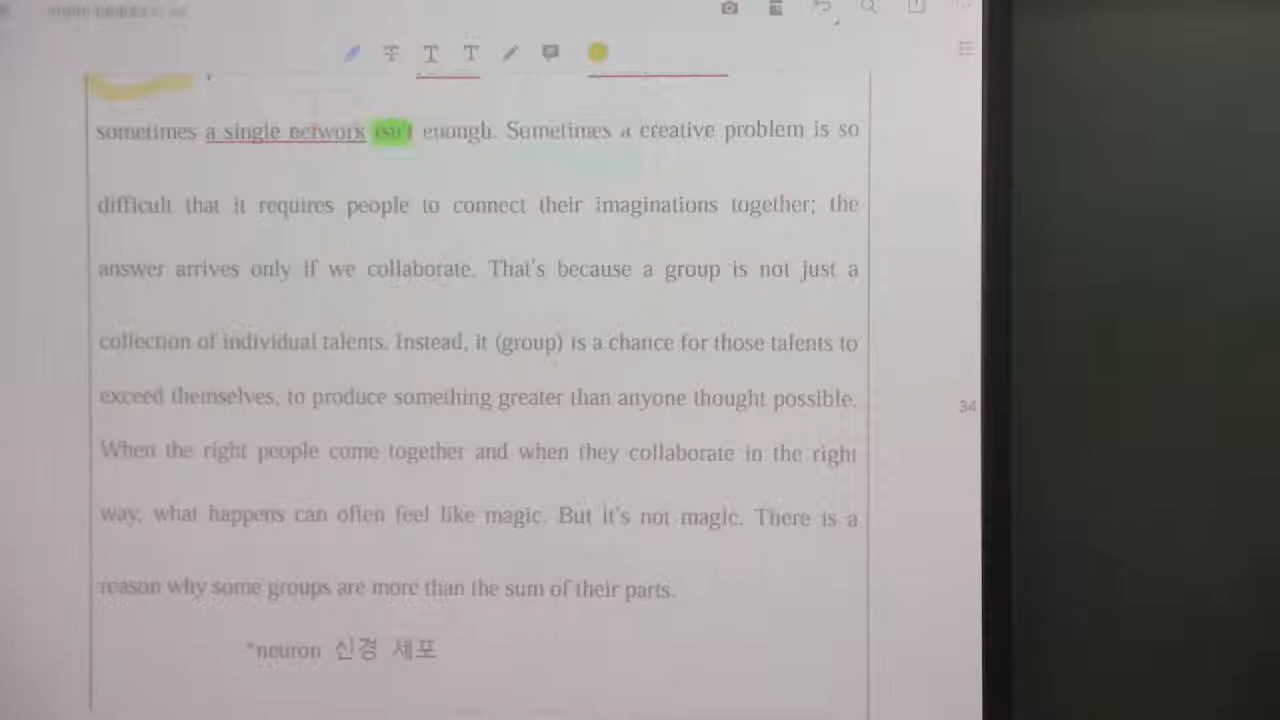 sometimes a single network isn't enough. Sometimes a creative problem is so
difficult that it requires people to connect their imaginations together; the
answer arrives only if we collaborate. That's because a group is not just a
collection of individual talents. Instead, it (group) is a chance for those talents to
exceed themselves, to produce something greater than anyone thought possible.
When the right people come together and when they collaborate in the right
way, what happens can often feel like magic. But it's not magic. There is a
reason why some groups are more than the sum of their parts.
*neuron 신경 세포
34